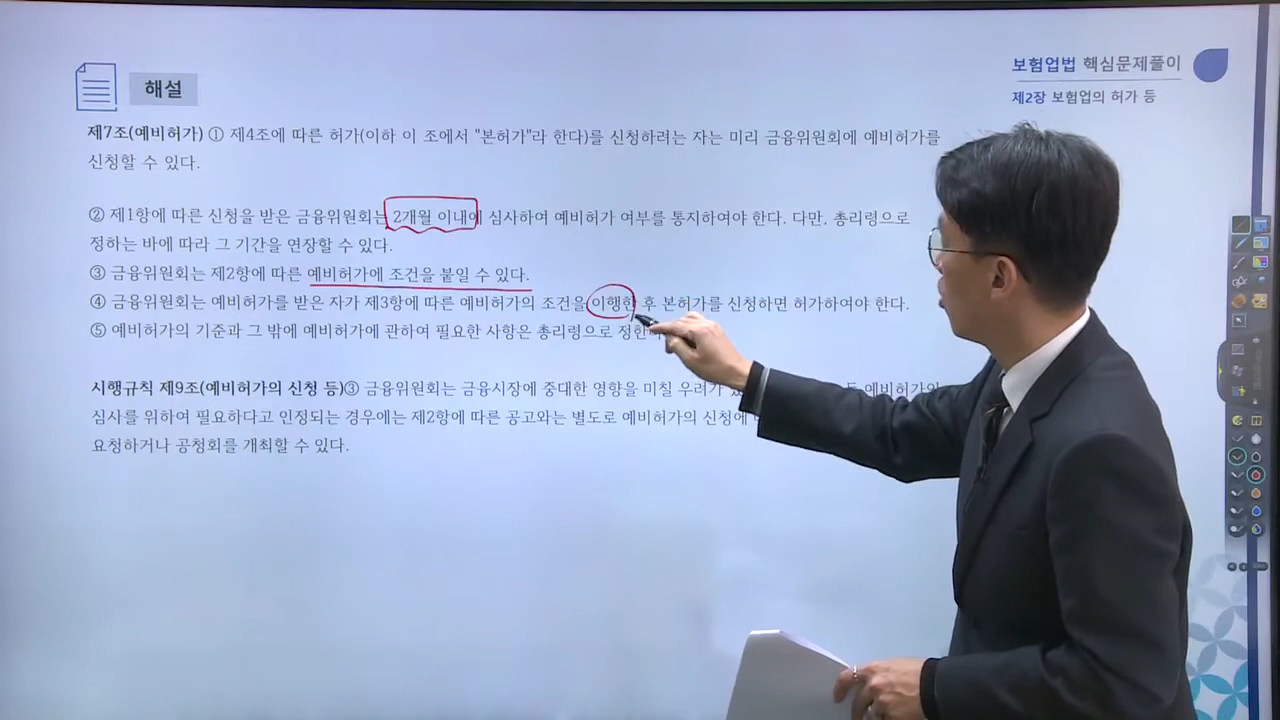 보험업법 핵심문제풀이
제2장 보험업의 허가 등
해설
제7조(예비허가) ① 제4조에 따른 허가(이하 이 조에서 "본허가"라 한다)를 신청하려는 자는 미리 금융위원회에 예비허가를
신청할 수 있다.
② 제1항에 따른 신청을 받은 금융위원회는 2개월 이내에 심사하여 예비허가 여부를 통지하여야 한다. 다만, 총리령으로
정하는 바에 따라 그 기간을 연장할 수 있다.
③ 금융위원회는 제2항에 따른 예비허가에 조건을 붙일 수 있다.
④ 금융위원회는 예비허가를 받은 자가 제3항에 따른 예비허가의 조건을 이행한 후 본허가를 신청하면 허가하여야 한다.
⑤ 예비허가의 기준과 그 밖에 예비허가에 관하여 필요한 사항은 총리령으로
시행규칙 제9조(예비허가의 신청 등)③ 금융위원회는 금융시장에 중대한 영향을 미칠 우려가 예비허가의
심사를 위하여 필요하다고 인정되는 경우에는 제2항에 따른 공고와는 별도로 예비허가의 신청에
요청하거나 공청회를 개최할 수 있다.